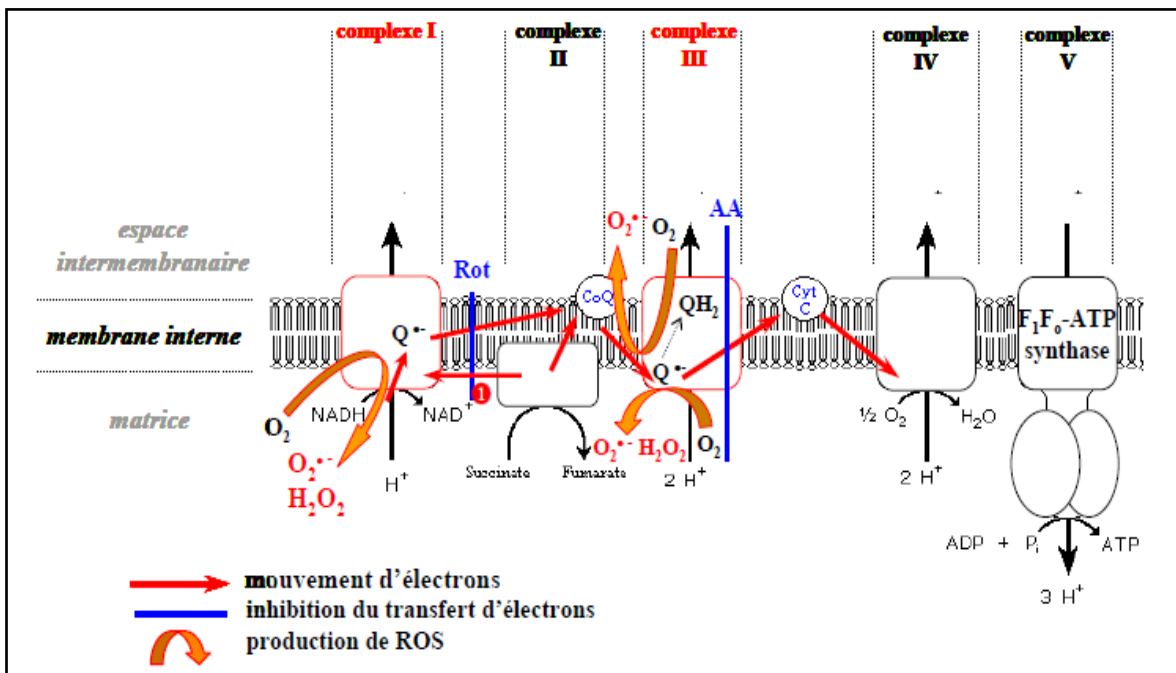 complexe I
complexe
II
complexe
III
complexe
IV
complexe
V
espace
intermembranaire
membrane interne
matrice
Rot
AA
O₂•-
O₂
CoQ
QH₂
Cyt
C
F₁Fₒ-ATP
synthase
Q•-
Q•-
1
NADH
NAD⁺
O₂
O₂•-
H₂O₂
H⁺
Succinate
Fumarate
O₂•- H₂O₂
O₂
2 H⁺
½ O₂
H₂O
2 H⁺
ADP + Pᵢ
ATP
3 H⁺
mouvement d'électrons
inhibition du transfert d'électrons
production de ROS